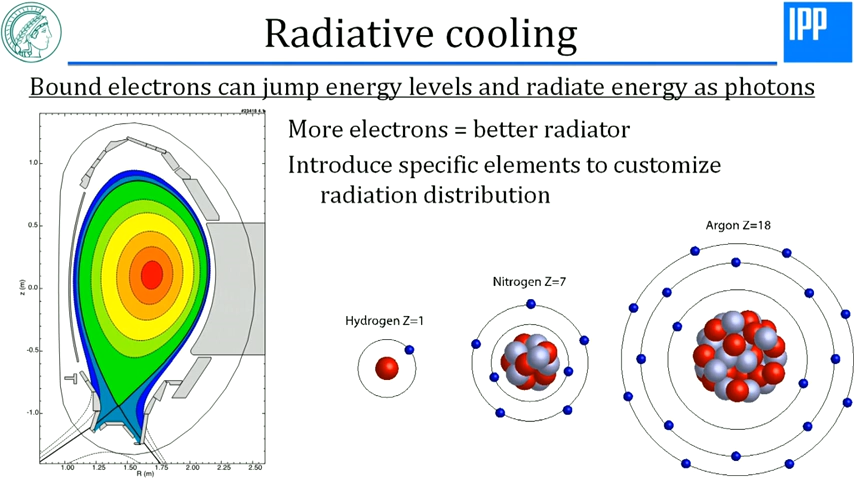 Radiative cooling
IPP
Bound electrons can jump energy levels and radiate energy as photons
More electrons = better radiator
Introduce specific elements to customize
radiation distribution
1.0
0.5
0.0
-0.5
-1.0
z (m)
1.00 1.25 1.50 1.75 2.00 2.25 2.50
R (m)
Hydrogen Z=1
Nitrogen Z=7
Argon Z=18